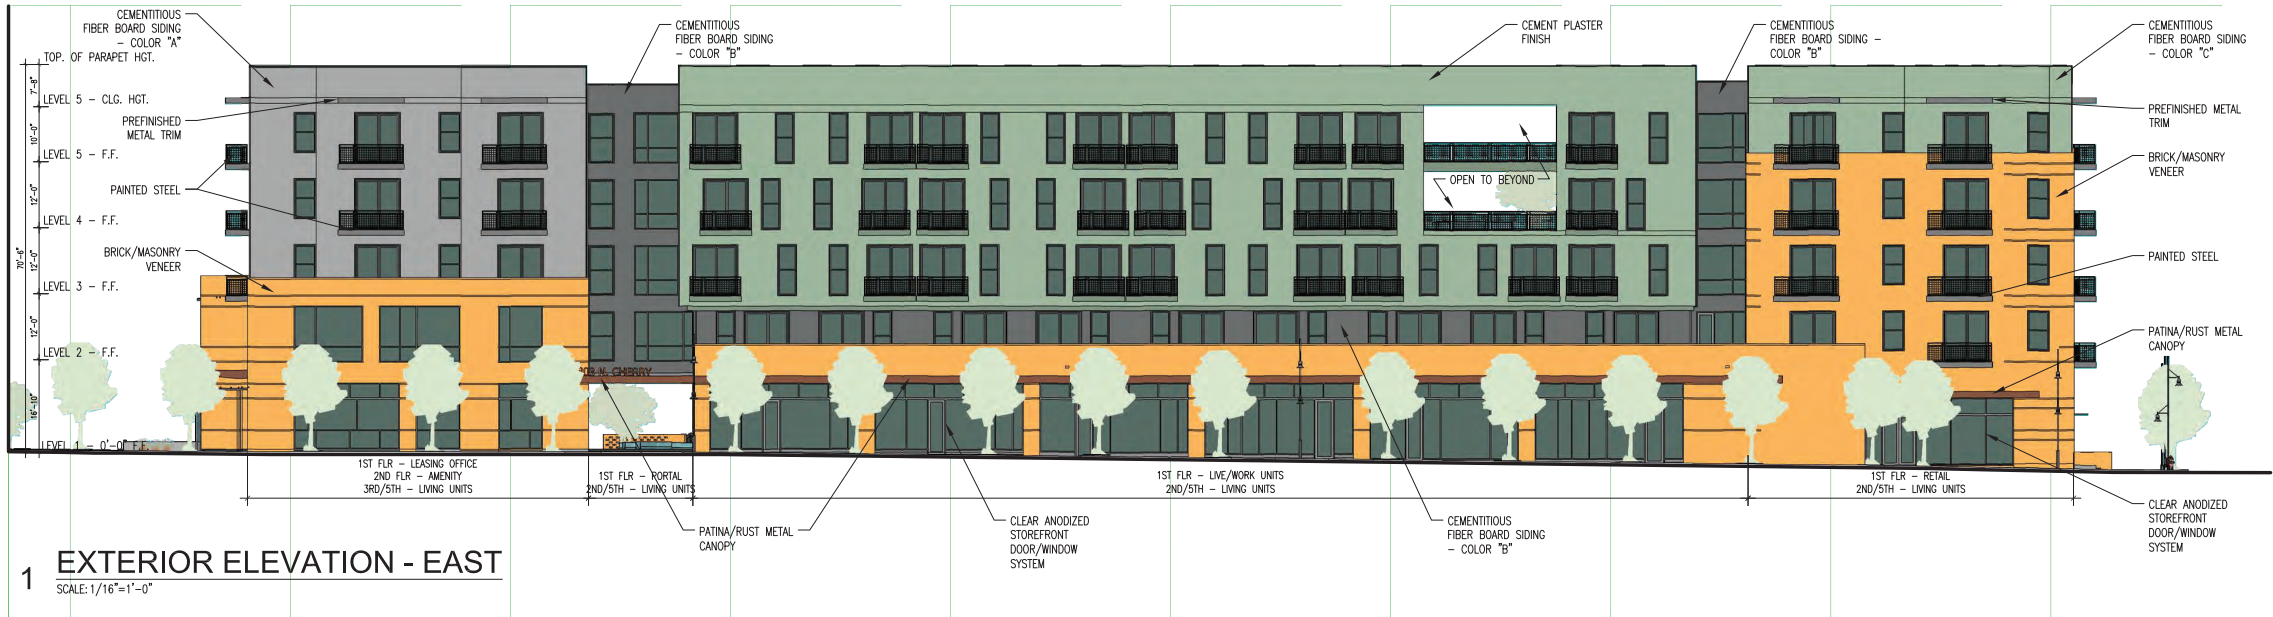 CEMENTITIOUS
FIBER BOARD SIDING
- COLOR "A"
TOP. OF PARAPET HGT.
LEVEL 5 - CLG. HGT.
PREFINISHED
METAL TRIM
LEVEL 5 - F.F.
PAINTED STEEL
LEVEL 4 - F.F.
BRICK/MASONRY
VENEER
LEVEL 3 - F.F.
LEVEL 2 - F.F.
LEVEL 1 - 0'-0" F.F.
7'-8"
10'-0"
12'-0"
12'-0"
12'-0"
16'-10"
70'-6"
CEMENTITIOUS
FIBER BOARD SIDING
- COLOR "B"
CEMENT PLASTER
FINISH
CEMENTITIOUS
FIBER BOARD SIDING -
COLOR "B"
CEMENTITIOUS
FIBER BOARD SIDING
- COLOR "C"
PREFINISHED METAL
TRIM
BRICK/MASONRY
VENEER
OPEN TO BEYOND
PAINTED STEEL
PATINA/RUST METAL
CANOPY
N. CHERRY
1ST FLR - LEASING OFFICE
2ND FLR - AMENITY
3RD/5TH - LIVING UNITS
1ST FLR - PORTAL
2ND/5TH - LIVING UNITS
1ST FLR - LIVE/WORK UNITS
2ND/5TH - LIVING UNITS
1ST FLR - RETAIL
2ND/5TH - LIVING UNITS
PATINA/RUST METAL
CANOPY
CLEAR ANODIZED
STOREFRONT
DOOR/WINDOW
SYSTEM
CEMENTITIOUS
FIBER BOARD SIDING
- COLOR "B"
CLEAR ANODIZED
STOREFRONT
DOOR/WINDOW
SYSTEM
1 EXTERIOR ELEVATION - EAST
SCALE: 1/16"=1'-0"